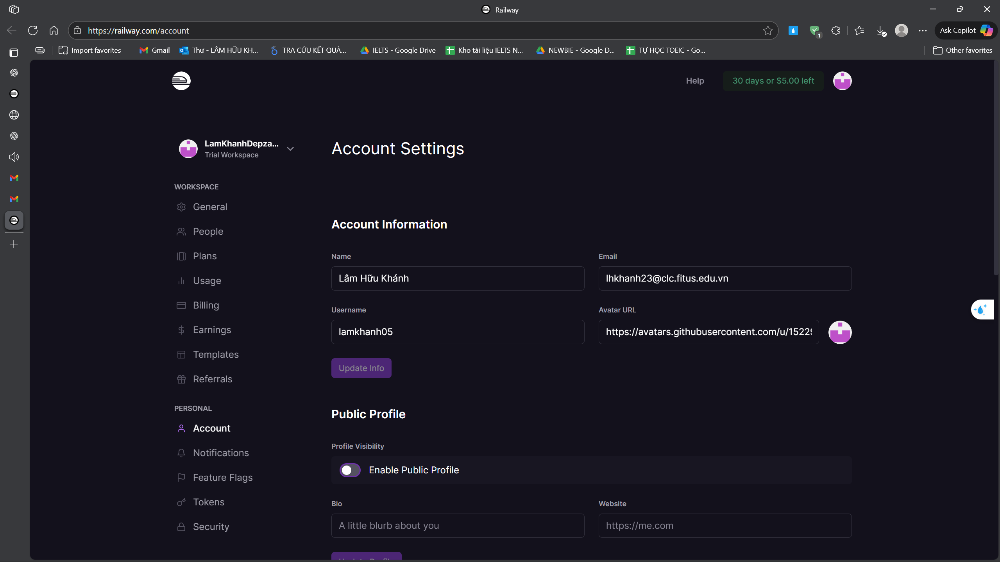 Railway
https://railway.com/account
1
Ask Copilot
Import favorites
Gmail
Thư - LÂM HỮU KH...
TRA CỨU KẾT QUẢ...
IELTS - Google Drive
Kho tài liệu IELTS N...
NEWBIE - Google D...
TỰ HỌC TOEIC - Go...
Other favorites
Help
30 days or $5.00 left
LamKhanhDepza...
Trial Workspace
WORKSPACE
General
People
Plans
Usage
Billing
Earnings
Templates
Referrals
PERSONAL
Account
Notifications
Feature Flags
Tokens
Security
Account Settings
Account Information
Name
Lâm Hữu Khánh
Email
lhkhanh23@clc.fitus.edu.vn
Username
lamkhanh05
Avatar URL
https://avatars.githubusercontent.com/u/1522
Update Info
Public Profile
Profile Visibility
Enable Public Profile
Bio
A little blurb about you
Website
https://me.com